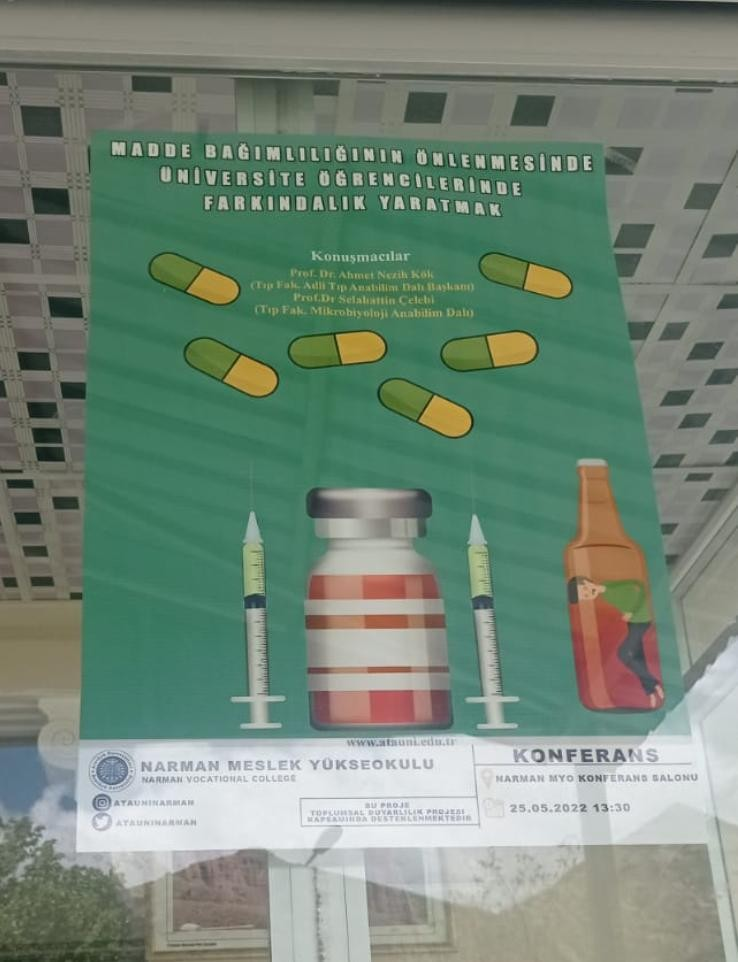 MADDE BAĞIMLILIĞININ ÖNLENMESİNDE
ÜNİVERSİTE ÖĞRENCİLERİNDE
FARKINDALIK YARATMAK
Konuşmacılar
Prof. Dr. Ahmet Nezih Kök
(Tıp Fak. Adli Tıp Anabilim Dalı Başkanı)
Prof.Dr Selahattin Çelebi
(Tıp Fak. Mikrobiyoloji Anabilim Dalı)
www.atauni.edu.tr
NARMAN MESLEK YÜKSEOKULU
NARMAN VOCATIONAL COLLEGE
ATAUNINARMAN
ATAUNINARMAN
BU PROJE
TOPLUMSAL DUYARLILIK PROJESİ
KAPSAMINDA DESTEKLENMEKTEDİR
KONFERANS
NARMAN MYO KONFERANS SALONU
25.05.2022 13:30